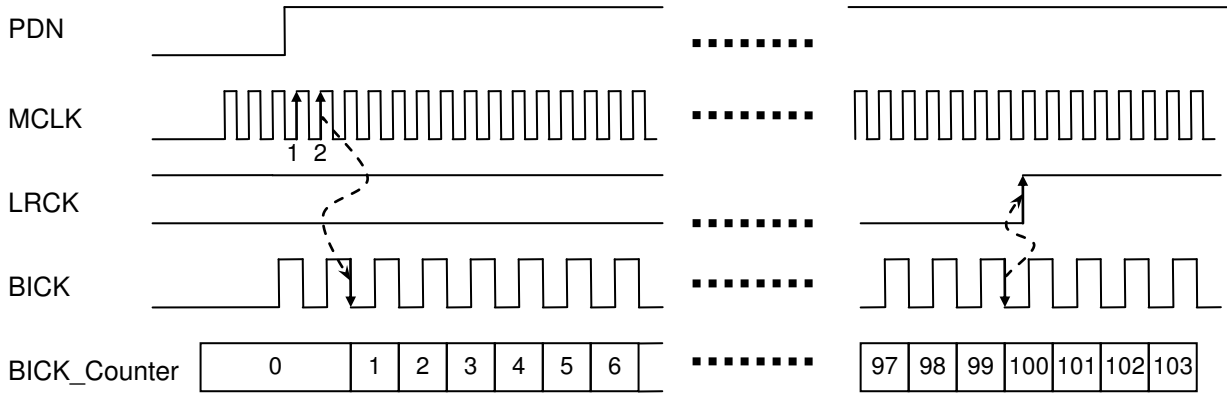 PDN
MCLK
1 2
LRCK
BICK
BICK_Counter 0 1 2 3 4 5 6 97 98 99 100 101 102 103